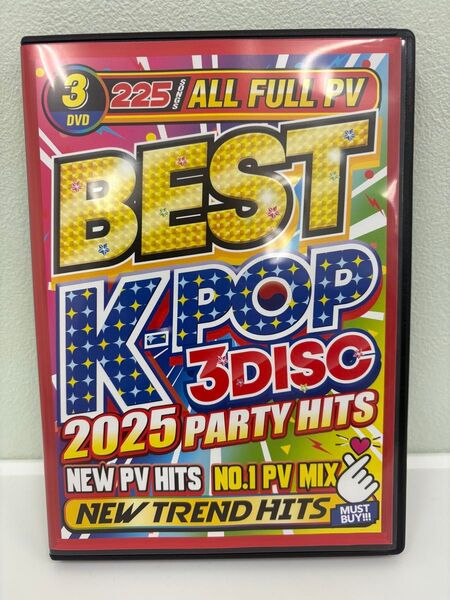 3 DVD 225 SONGS ALL FULL PV
BEST
K-POP
3DISC
2025 PARTY HITS
NEW PV HITS NO.1 PV MIX
NEW TREND HITS
MUST BUY!!!